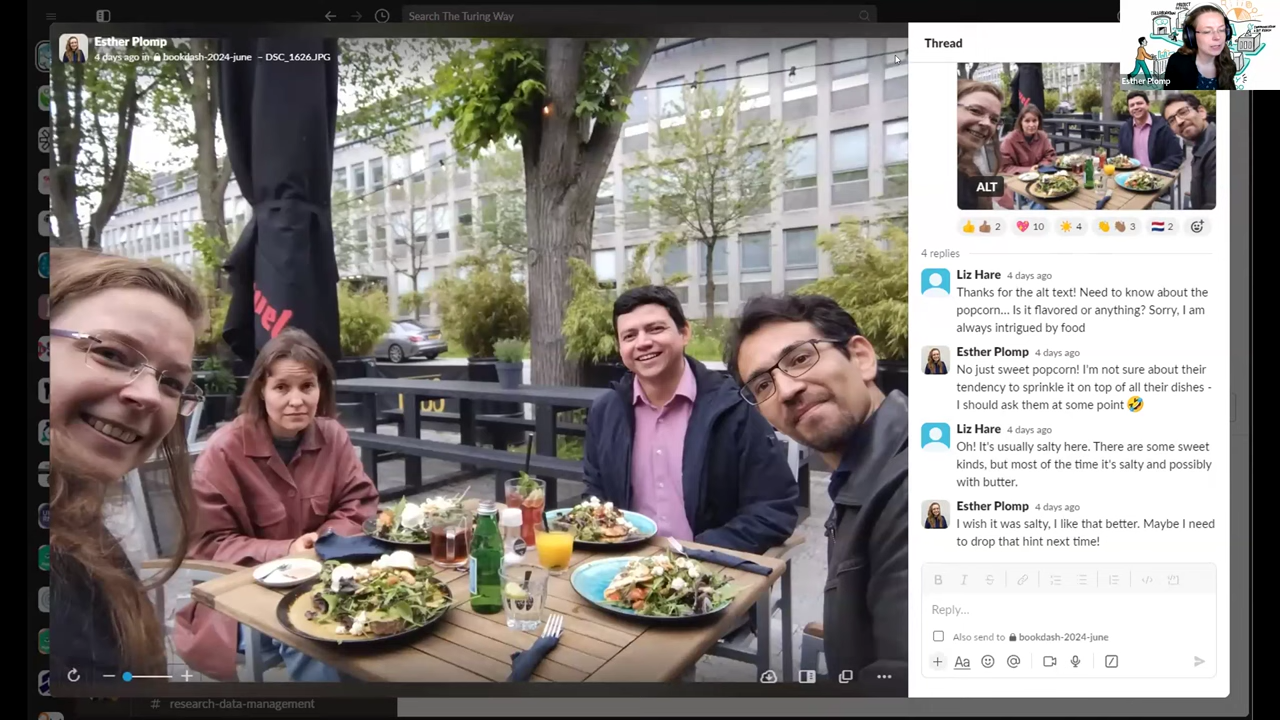 Search The Turing Way
Esther Plomp
4 days ago in bookdash-2024-june – DSC_1626.JPG
Thread
Esther Plomp
ALT
2
10
4
3
2
4 replies
Liz Hare 4 days ago
Thanks for the alt text! Need to know about the
popcorn... Is it flavored or anything? Sorry, I am
always intrigued by food
Esther Plomp 4 days ago
No just sweet popcorn! I'm not sure about their
tendency to sprinkle it on top of all their dishes -
I should ask them at some point 🤣
Liz Hare 4 days ago
Oh! It's usually salty here. There are some sweet
kinds, but most of the time it's salty and possibly
with butter.
Esther Plomp 4 days ago
I wish it was salty, I like that better. Maybe I need
to drop that hint next time!
B I S
Reply...
Also send to bookdash-2024-june
Aa
# research-data-management